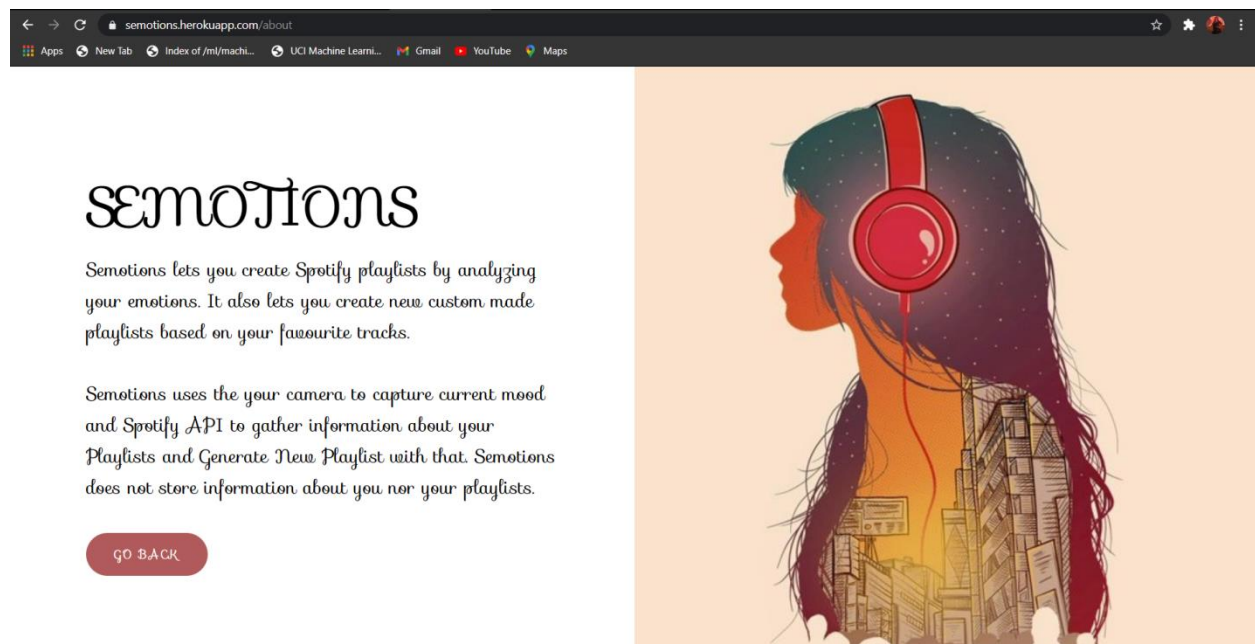 semotions.herokuapp.com/about
Apps New Tab Index of /ml/machi... UCI Machine Learni... Gmail YouTube Maps
SEMOTIONS
Semotions lets you create Spotify playlists by analyzing
your emotions. It also lets you create new custom made
playlists based on your favourite tracks.
Semotions uses the your camera to capture current mood
and Spotify API to gather information about your
Playlists and Generate New Playlist with that. Semotions
does not store information about you nor your playlists.
GO BACK